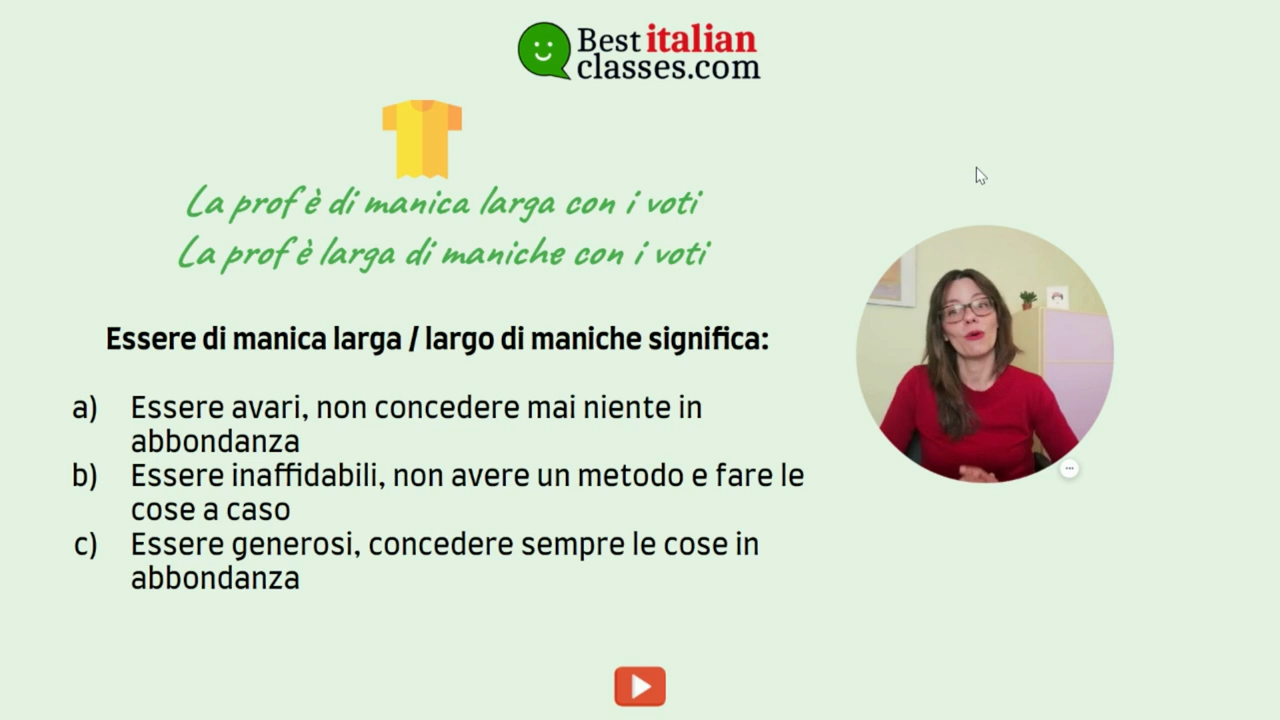 Best italian
classes.com
La prof è di manica larga con i voti
La prof è larga di maniche con i voti
Essere di manica larga / largo di maniche significa:
a) Essere avari, non concedere mai niente in
abbondanza
b) Essere inaffidabili, non avere un metodo e fare le
cose a caso
c) Essere generosi, concedere sempre le cose in
abbondanza